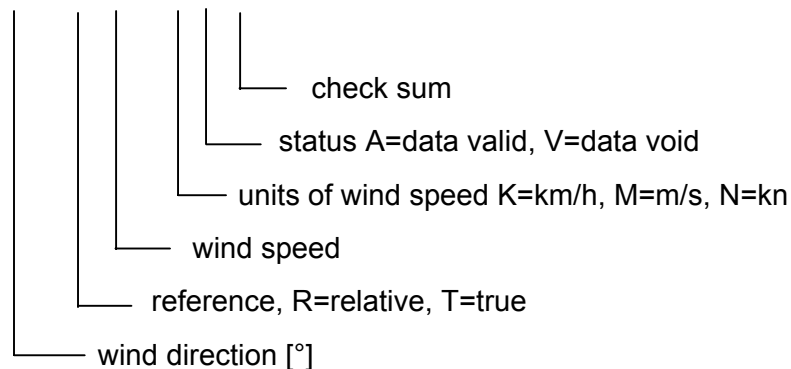 check sum
status A=data valid, V=data void
units of wind speed K=km/h, M=m/s, N=kn
wind speed
reference, R=relative, T=true
wind direction [°]